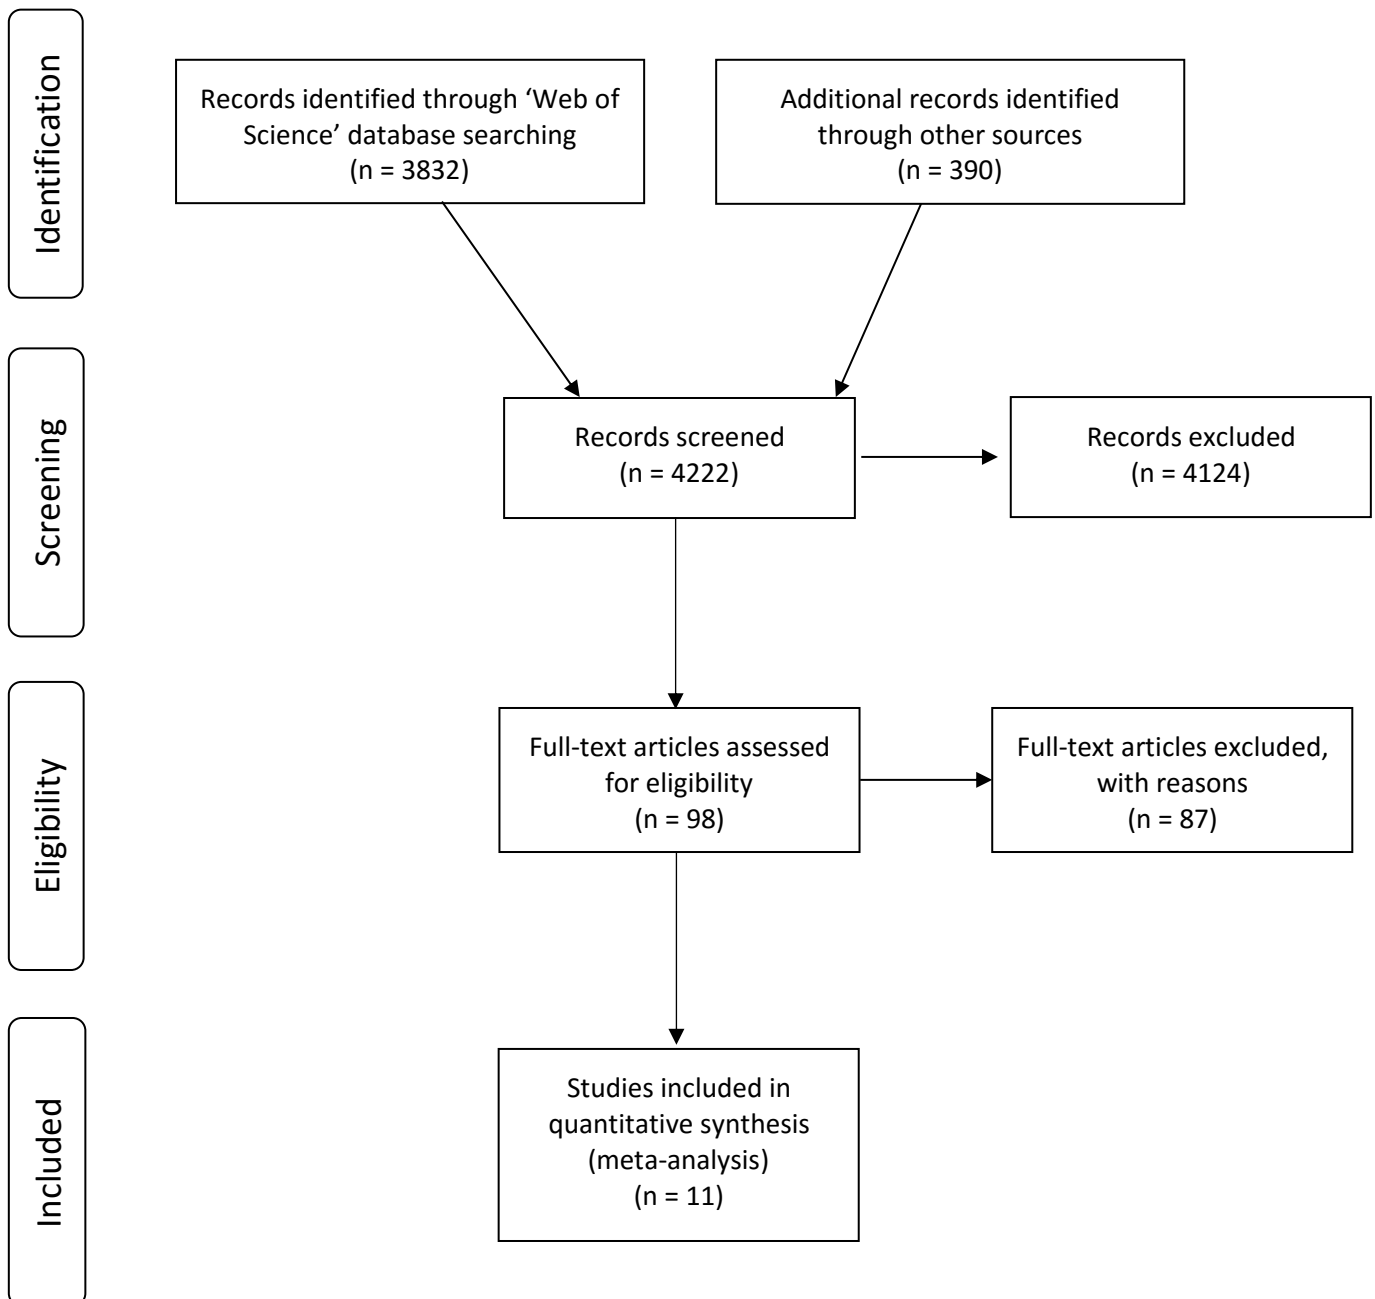 Identification
Records identified through ‘Web of
Science’ database searching
(n = 3832)
Additional records identified
through other sources
(n = 390)
Screening
Records screened
(n = 4222)
Records excluded
(n = 4124)
Eligibility
Full-text articles assessed
for eligibility
(n = 98)
Full-text articles excluded,
with reasons
(n = 87)
Included
Studies included in
quantitative synthesis
(meta-analysis)
(n = 11)